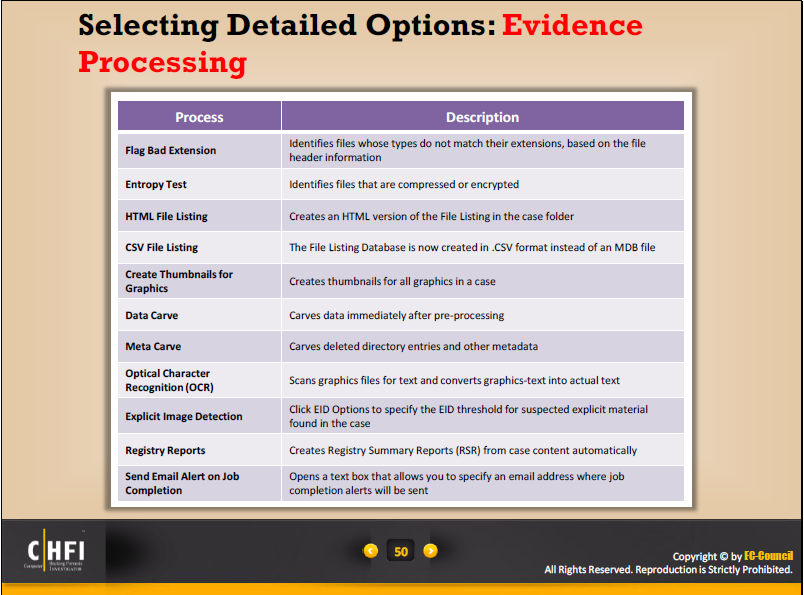 Selecting Detailed Options: Evidence
Processing
Process
Description
Flag Bad Extension
Identifies files whose types do not match their extensions, based on the file
header information
Entropy Test
Identifies files that are compressed or encrypted
HTML File Listing
Creates an HTML version of the File Listing in the case folder
CSV File Listing
The File Listing Database is now created in .CSV format instead of an MDB file
Create Thumbnails for
Graphics
Creates thumbnails for all graphics in a case
Data Carve
Carves data immediately after pre-processing
Meta Carve
Carves deleted directory entries and other metadata
Optical Character
Recognition (OCR)
Scans graphics files for text and converts graphics-text into actual text
Explicit Image Detection
Click EID Options to specify the EID threshold for suspected explicit material
found in the case
Registry Reports
Creates Registry Summary Reports (RSR) from case content automatically
Send Email Alert on Job
Completion
Opens a text box that allows you to specify an email address where job
completion alerts will be sent
CHFI
Computer Hacking Forensic
INVESTIGATOR
50
Copyright © by EC-Council
All Rights Reserved. Reproduction is Strictly Prohibited.